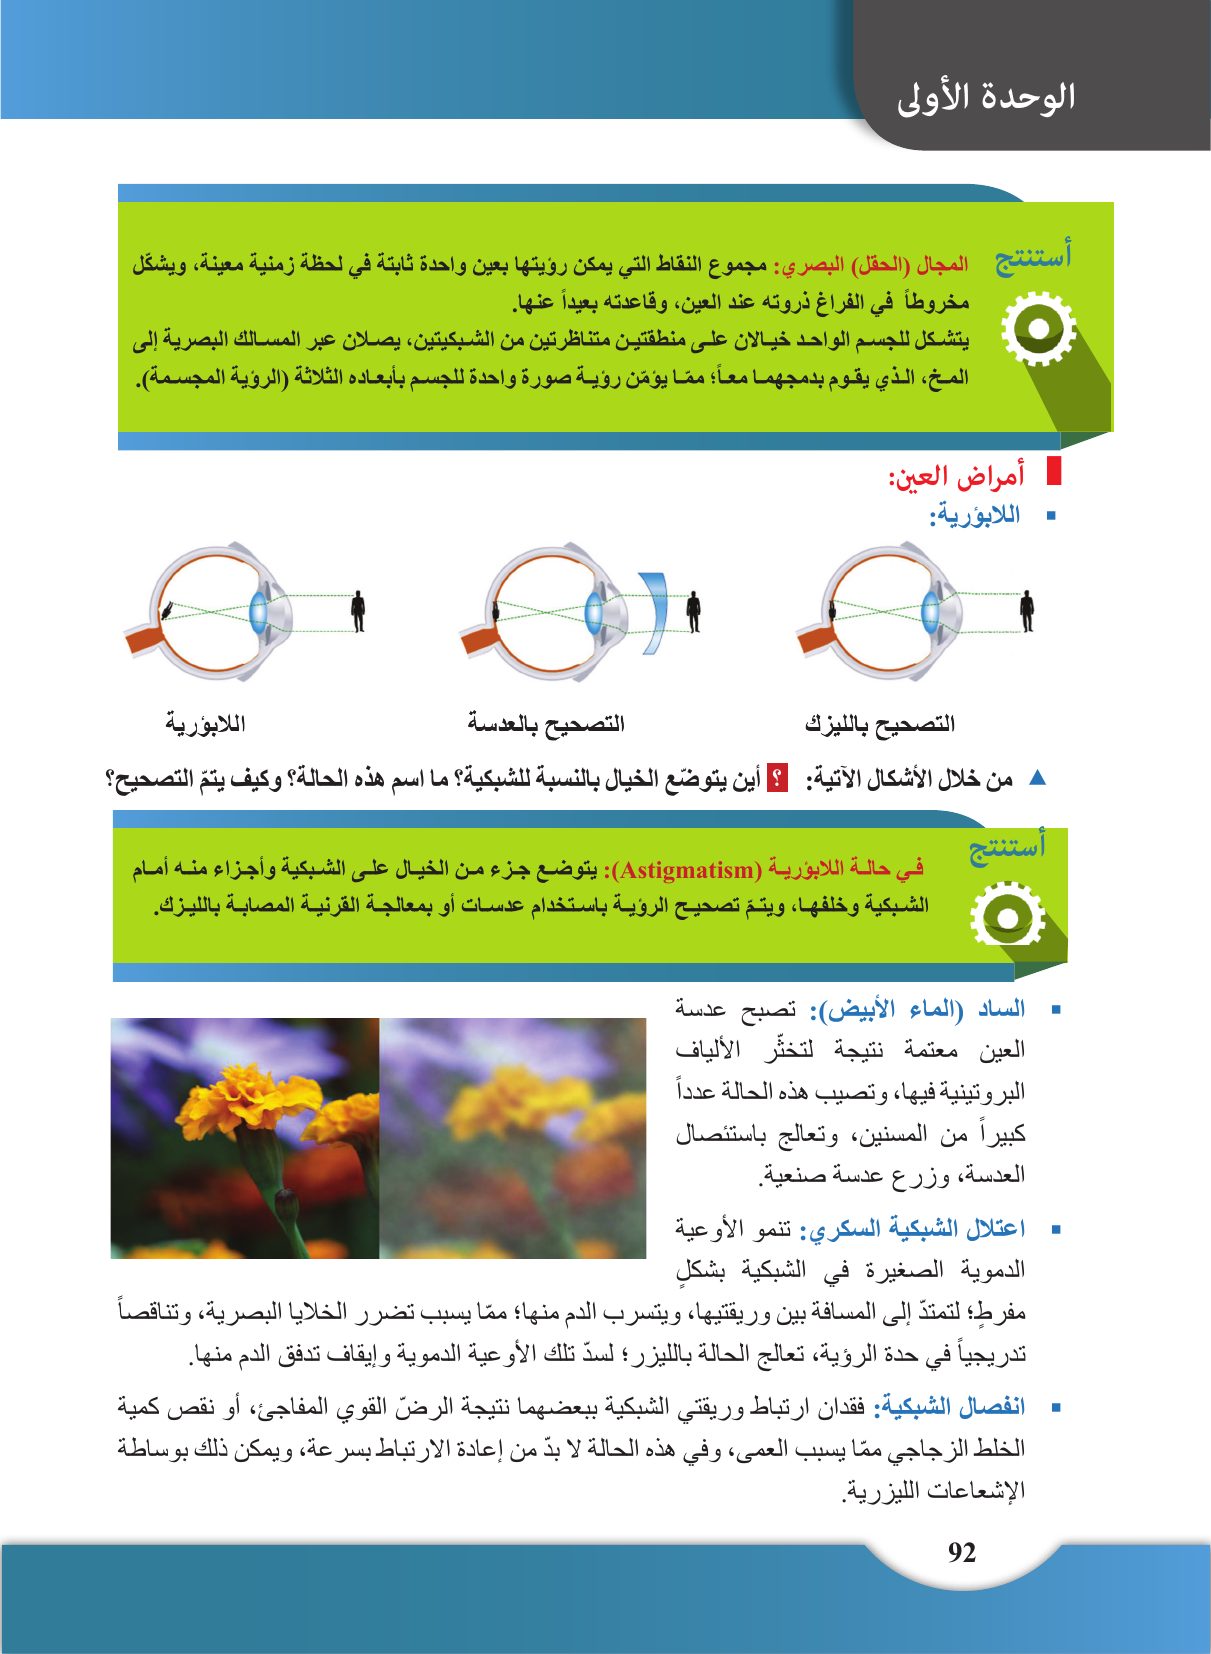 الوحدة الأولى
أستنتج
المجال (الحقل) البصري: مجموع النقاط التي يمكن رؤيتها بعين واحدة ثابتة في لحظة زمنية معينة، ويشكّل
مخروطاً في الفراغ ذروته عند العين، وقاعدته بعيداً عنها.
يتشكل للجسم الواحد خيالان على منطقتين متناظرتين من الشبكيتين، يصلان عبر المسالك البصرية إلى
المخ، الذي يقوم بدمجهما معاً؛ ممّا يؤمّن رؤية صورة واحدة للجسم بأبعاده الثلاثة (الرؤية المجسمة).
أمراض العين:
▪ اللابؤرية:
التصحيح بالليزك
التصحيح بالعدسة
اللابؤرية
▲ من خلال الأشكال الآتية: ؟ أين يتوضّع الخيال بالنسبة للشبكية؟ ما اسم هذه الحالة؟ وكيف يتمّ التصحيح؟
أستنتج
في حالة اللابؤرية (Astigmatism): يتوضع جزء من الخيال على الشبكية وأجزاء منه أمام
الشبكية وخلفها، ويتمّ تصحيح الرؤية باستخدام عدسات أو بمعالجة القرنية المصابة بالليزك.
▪ الساد (الماء الأبيض): تصبح عدسة
العين معتمة نتيجة لتخثّر الألياف
البروتينية فيها، وتصيب هذه الحالة عدداً
كبيراً من المسنين، وتعالج باستئصال
العدسة، وزرع عدسة صنعية.
▪ اعتلال الشبكية السكري: تنمو الأوعية
الدموية الصغيرة في الشبكية بشكلٍ
مفرطٍ؛ لتمتدّ إلى المسافة بين وريقتيها، ويتسرب الدم منها؛ ممّا يسبب تضرر الخلايا البصرية، وتناقصاً
تدريجياً في حدة الرؤية، تعالج الحالة بالليزر؛ لسدّ تلك الأوعية الدموية وإيقاف تدفق الدم منها.
▪ انفصال الشبكية: فقدان ارتباط وريقتي الشبكية ببعضهما نتيجة الرضّ القوي المفاجئ، أو نقص كمية
الخلط الزجاجي ممّا يسبب العمى، وفي هذه الحالة لا بدّ من إعادة الارتباط بسرعة، ويمكن ذلك بوساطة
الإشعاعات الليزرية.
92